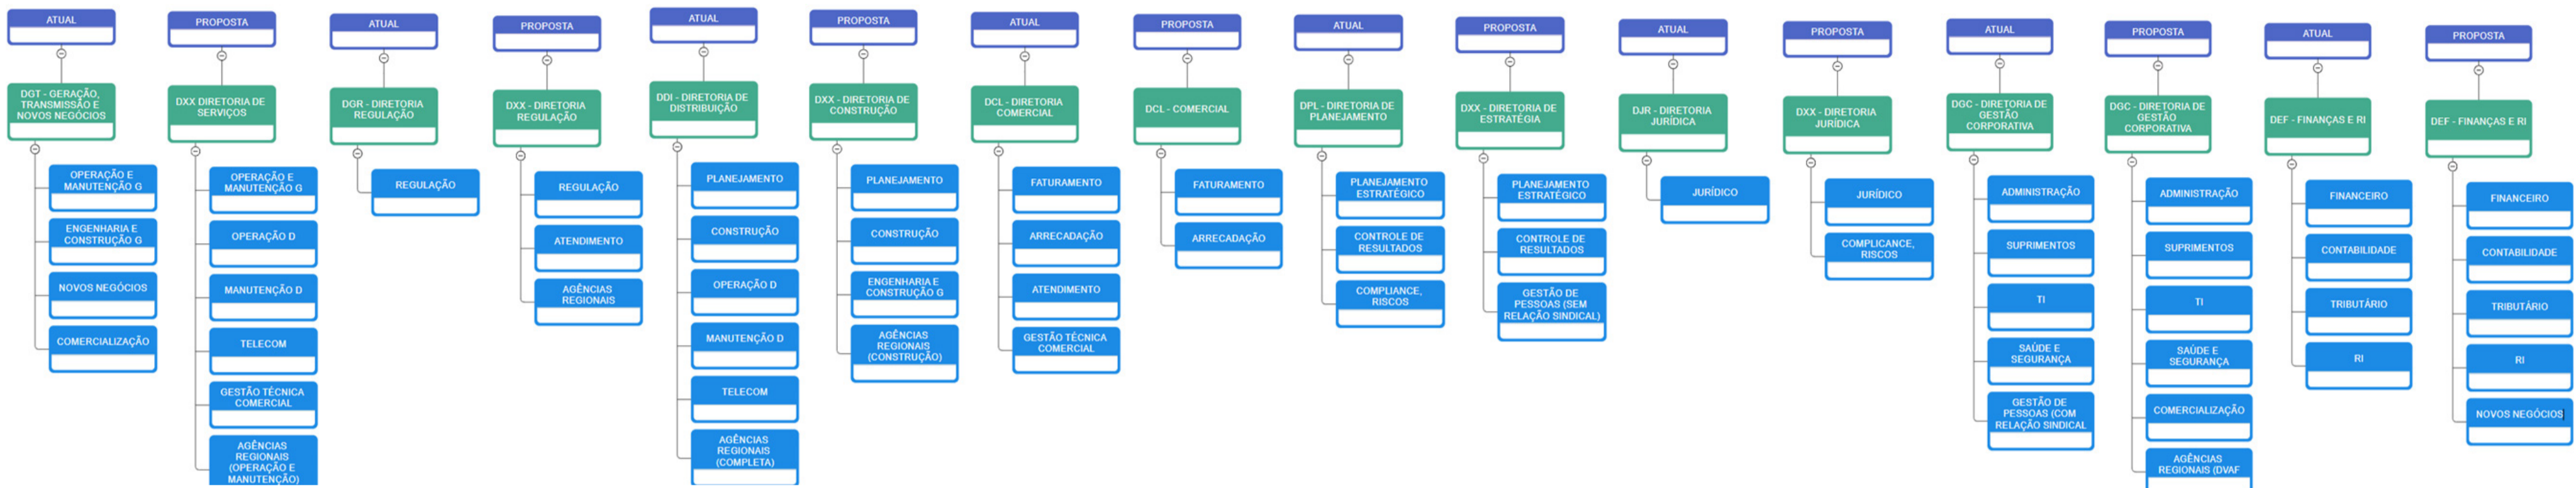 ATUAL
DGT - GERAÇÃO,
TRANSMISSÃO E
NOVOS NEGÓCIOS
OPERAÇÃO E
MANUTENÇÃO G
ENGENHARIA E
CONSTRUÇÃO G
NOVOS NEGÓCIOS
COMERCIALIZAÇÃO
PROPOSTA
DXX DIRETORIA DE
SERVIÇOS
OPERAÇÃO E
MANUTENÇÃO G
OPERAÇÃO D
MANUTENÇÃO D
TELECOM
GESTÃO TÉCNICA
COMERCIAL
AGÊNCIAS
REGIONAIS
(OPERAÇÃO E
MANUTENÇÃO)
ATUAL
DGR - DIRETORIA
REGULAÇÃO
REGULAÇÃO
PROPOSTA
DXX - DIRETORIA
REGULAÇÃO
REGULAÇÃO
ATENDIMENTO
AGÊNCIAS
REGIONAIS
ATUAL
DDI - DIRETORIA DE
DISTRIBUIÇÃO
PLANEJAMENTO
CONSTRUÇÃO
OPERAÇÃO D
MANUTENÇÃO D
TELECOM
AGÊNCIAS
REGIONAIS
(COMPLETA)
PROPOSTA
DXX - DIRETORIA DE
CONSTRUÇÃO
PLANEJAMENTO
CONSTRUÇÃO
ENGENHARIA E
CONSTRUÇÃO G
AGÊNCIAS
REGIONAIS
(CONSTRUÇÃO)
ATUAL
DCL - DIRETORIA
COMERCIAL
FATURAMENTO
ARRECADAÇÃO
ATENDIMENTO
GESTÃO TÉCNICA
COMERCIAL
PROPOSTA
DCL - COMERCIAL
FATURAMENTO
ARRECADAÇÃO
ATUAL
DPL - DIRETORIA DE
PLANEJAMENTO
PLANEJAMENTO
ESTRATÉGICO
CONTROLE DE
RESULTADOS
COMPLIANCE,
RISCOS
PROPOSTA
DXX - DIRETORIA DE
ESTRATÉGIA
PLANEJAMENTO
ESTRATÉGICO
CONTROLE DE
RESULTADOS
GESTÃO DE
PESSOAS (SEM
RELAÇÃO SINDICAL)
ATUAL
DJR - DIRETORIA
JURÍDICA
JURÍDICO
PROPOSTA
DXX - DIRETORIA
JURÍDICA
JURÍDICO
COMPLICANCE,
RISCOS
ATUAL
DGC - DIRETORIA DE
GESTÃO
CORPORATIVA
ADMINISTRAÇÃO
SUPRIMENTOS
TI
SAÚDE E
SEGURANÇA
GESTÃO DE
PESSOAS (COM
RELAÇÃO SINDICAL
PROPOSTA
DGC - DIRETORIA DE
GESTÃO
CORPORATIVA
ADMINISTRAÇÃO
SUPRIMENTOS
TI
SAÚDE E
SEGURANÇA
COMERCIALIZAÇÃO
AGÊNCIAS
REGIONAIS (DVAF
ATUAL
DEF - FINANÇAS E RI
FINANCEIRO
CONTABILIDADE
TRIBUTÁRIO
RI
PROPOSTA
DEF - FINANÇAS E RI
FINANCEIRO
CONTABILIDADE
TRIBUTÁRIO
RI
NOVOS NEGÓCIOS